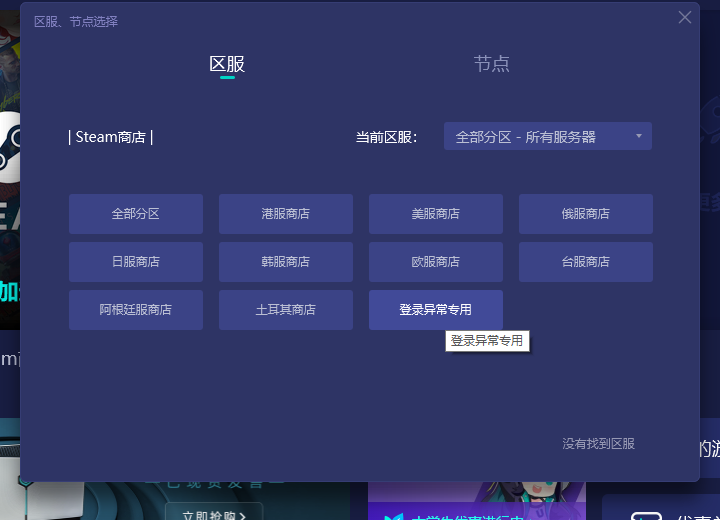 区服、节点选择
区服
节点
| Steam商店 |
当前区服：
全部分区 - 所有服务器
全部分区
港服商店
美服商店
俄服商店
日服商店
韩服商店
欧服商店
台服商店
阿根廷服商店
土耳其商店
登录异常专用
登录异常专用
没有找到区服
立即抢购